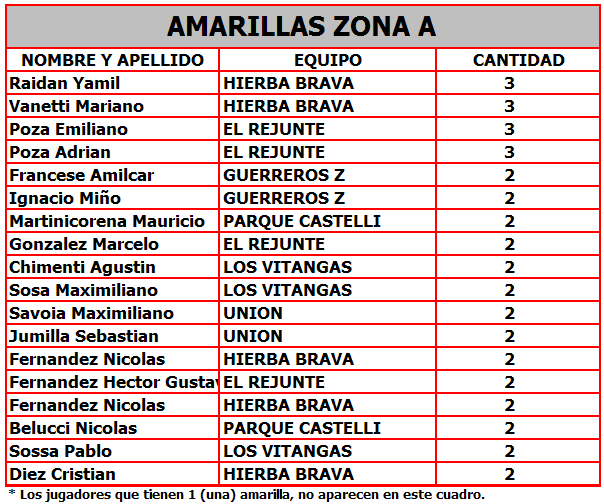 AMARILLAS ZONA A
NOMBRE Y APELLIDO EQUIPO CANTIDAD
Raidan Yamil HIERBA BRAVA 3
Vanetti Mariano HIERBA BRAVA 3
Poza Emiliano EL REJUNTE 3
Poza Adrian EL REJUNTE 3
Francese Amilcar GUERREROS Z 2
Ignacio Miño GUERREROS Z 2
Martinicorena Mauricio PARQUE CASTELLI 2
Gonzalez Marcelo EL REJUNTE 2
Chimenti Agustin LOS VITANGAS 2
Sosa Maximiliano LOS VITANGAS 2
Savoia Maximiliano UNION 2
Jumilla Sebastian UNION 2
Fernandez Nicolas HIERBA BRAVA 2
Fernandez Hector Gustav EL REJUNTE 2
Fernandez Nicolas HIERBA BRAVA 2
Belucci Nicolas PARQUE CASTELLI 2
Sossa Pablo LOS VITANGAS 2
Diez Cristian HIERBA BRAVA 2
* Los jugadores que tienen 1 (una) amarilla, no aparecen en este cuadro.